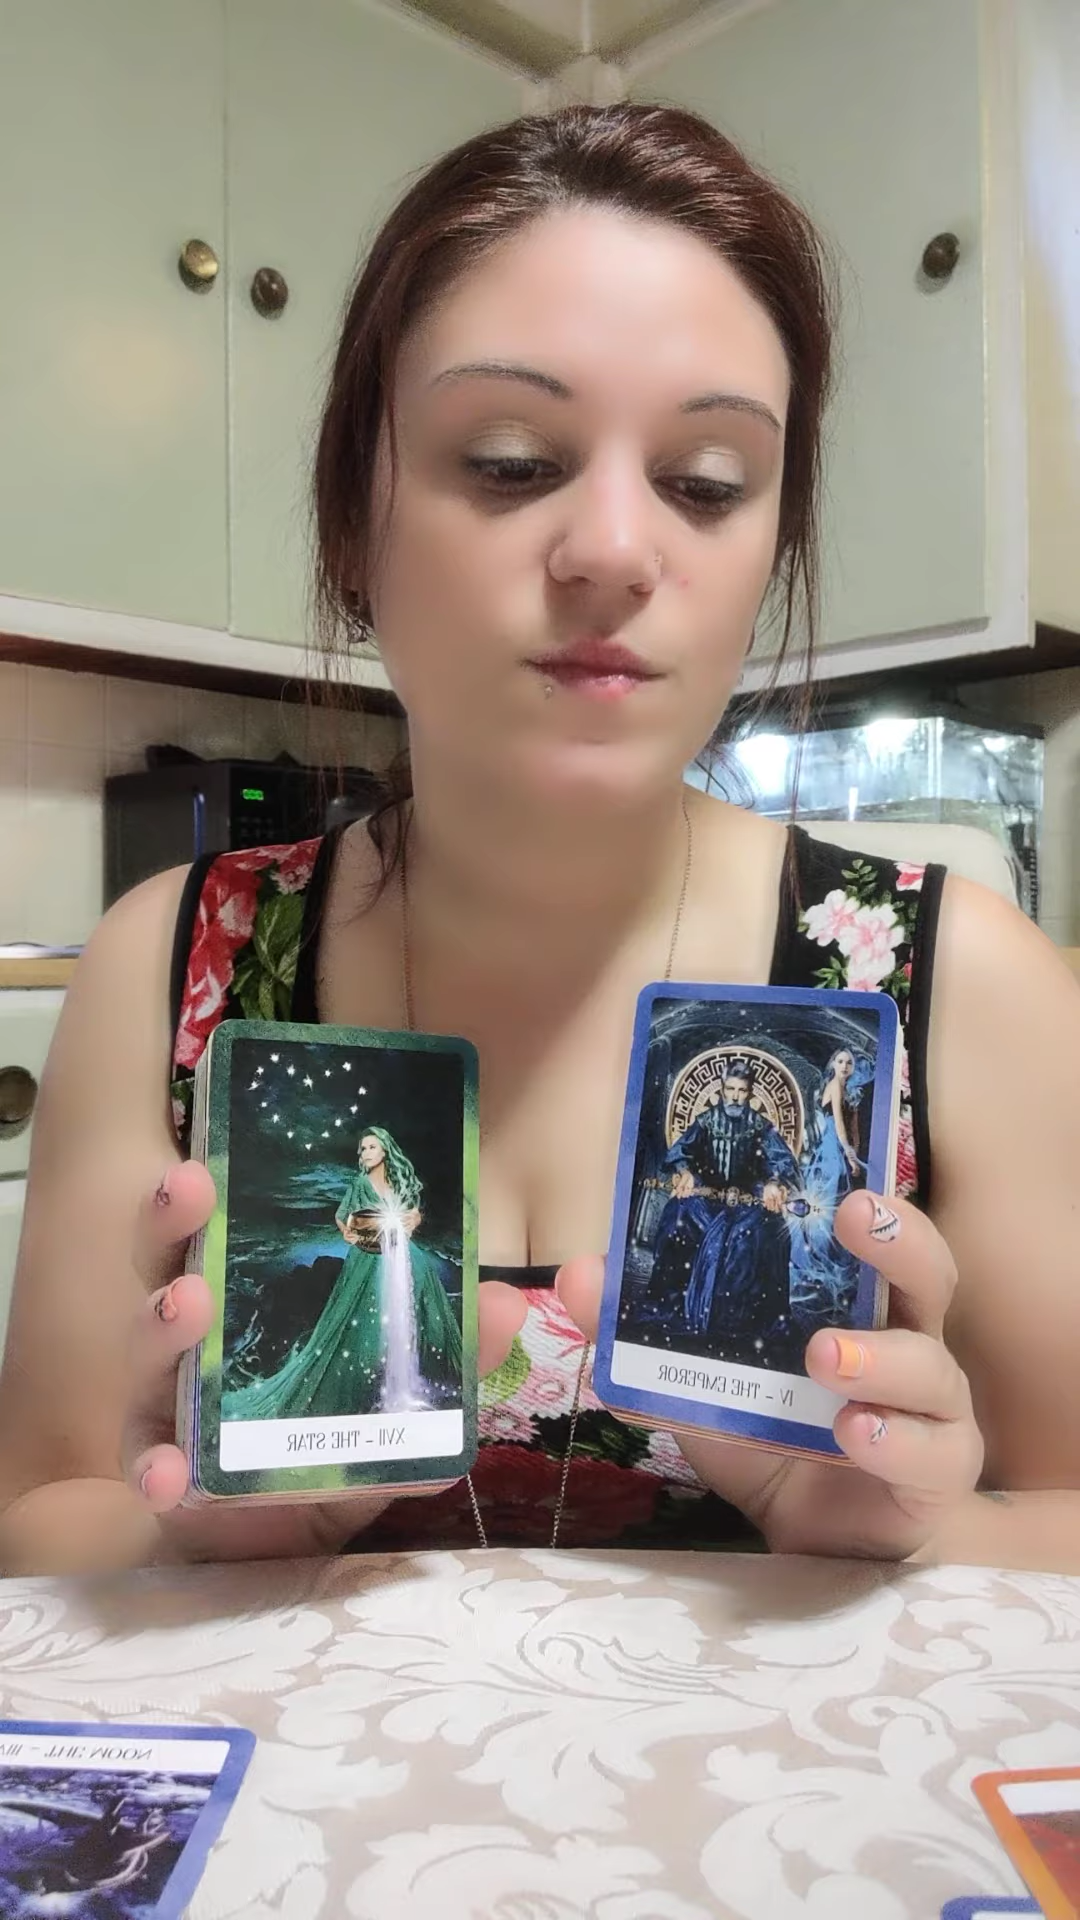 XVII - THE STAR
IV - THE EMPEROR
III - THE MOON